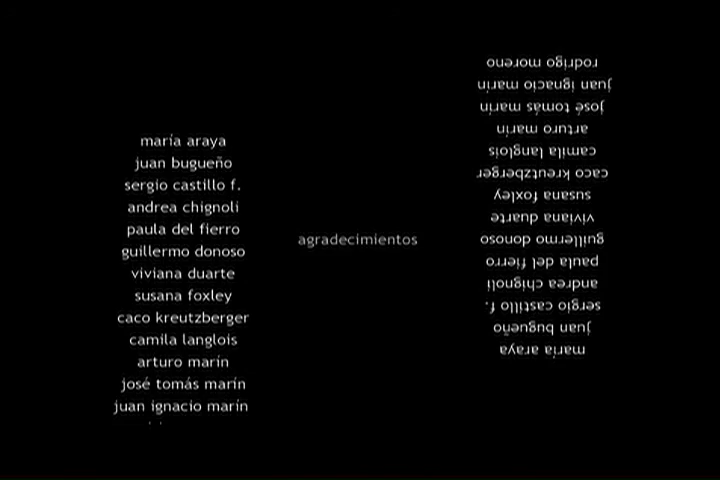 maría araya
juan bugueño
sergio castillo f.
andrea chignoli
paula del fierro
guillermo donoso
viviana duarte
susana foxley
caco kreutzberger
camila langlois
arturo marín
josé tomás marín
juan ignacio marín
agradecimientos
maría araya
juan bugueño
sergio castillo f.
andrea chignoli
paula del fierro
guillermo donoso
viviana duarte
susana foxley
caco kreutzberger
camila langlois
arturo marín
josé tomás marín
juan ignacio marín
rodrigo moreno